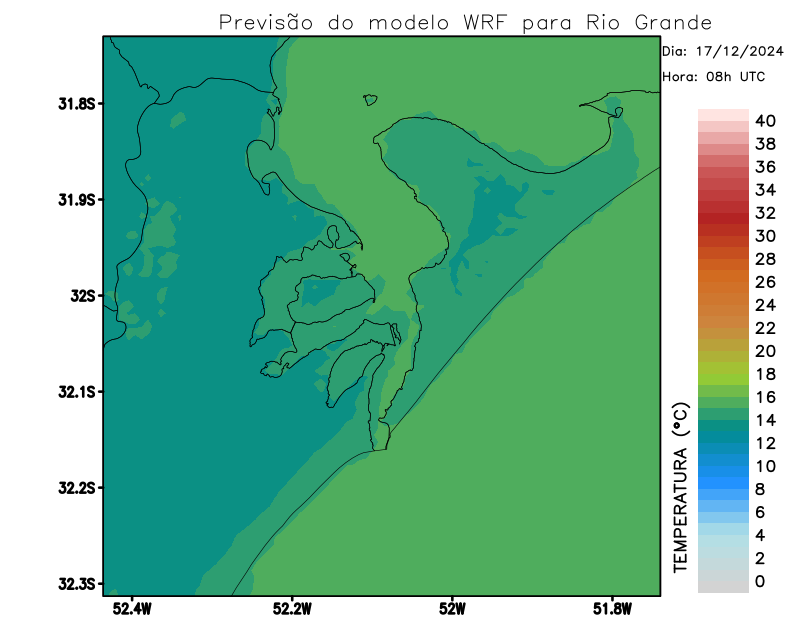 Previsão do modelo WRF para Rio Grande
Dia: 17/12/2024
Hora: 08h UTC
31.8S
31.9S
32S
32.1S
32.2S
32.3S
52.4W
52.2W
52W
51.8W
TEMPERATURA (°C)
40
38
36
34
32
30
28
26
24
22
20
18
16
14
12
10
8
6
4
2
0